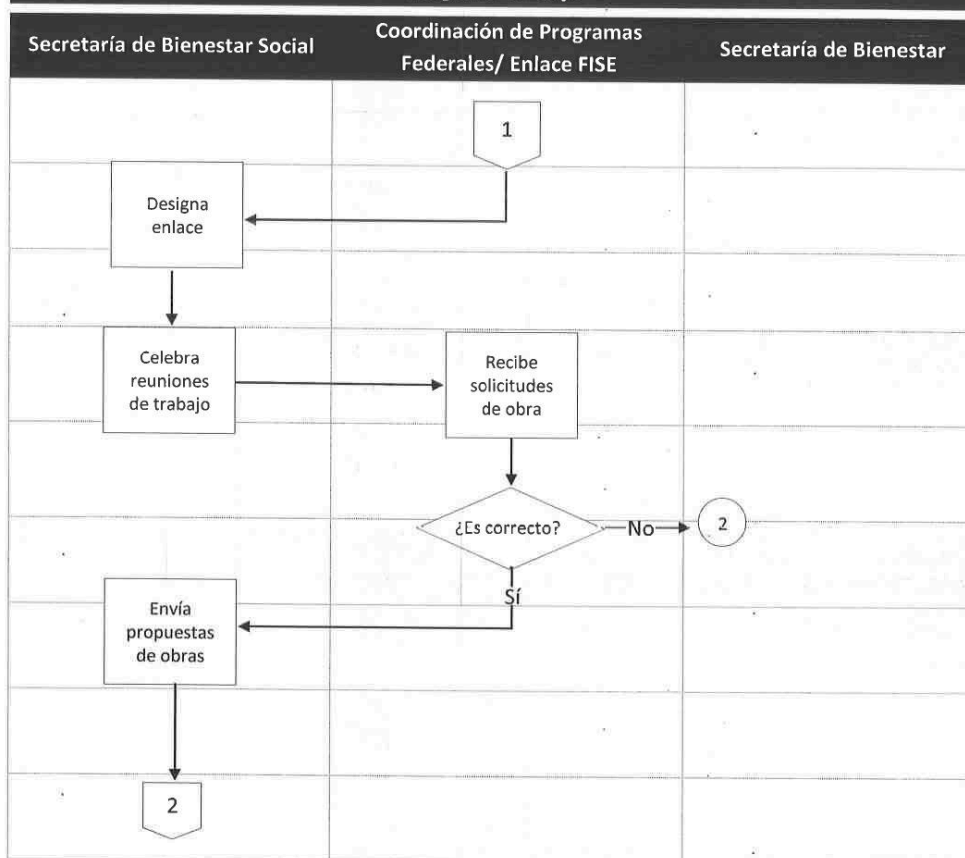 Secretaría de Bienestar Social
Coordinación de Programas
Federales/ Enlace FISE
Secretaría de Bienestar
1
Designa
enlace
Celebra
reuniones
de trabajo
Recibe
solicitudes
de obra
¿Es correcto?
No
2
Sí
Envía
propuestas
de obras
2